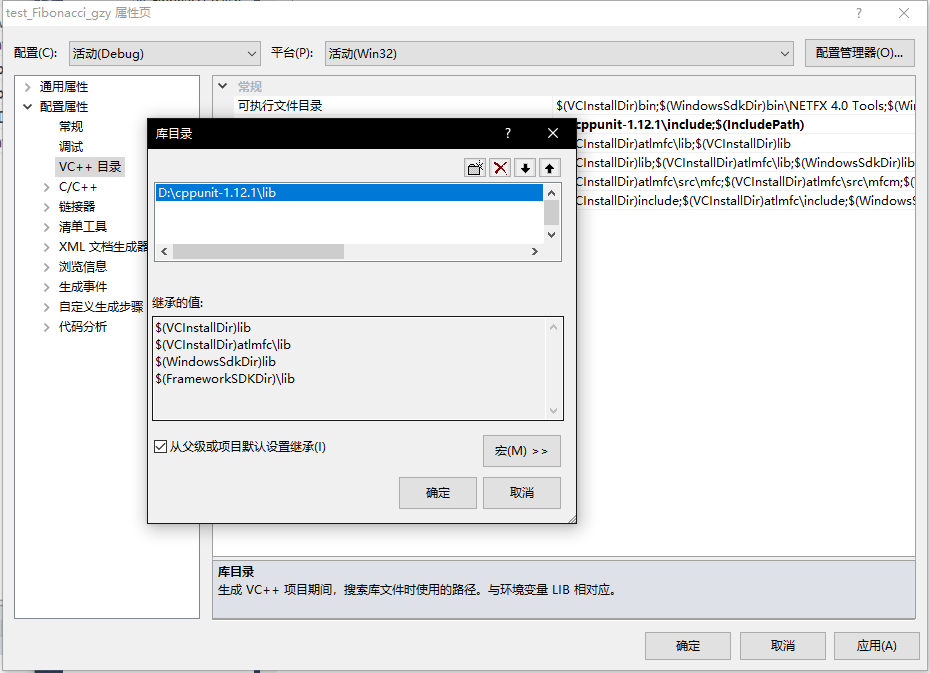 test_Fibonacci_gzy 属性页
配置(C):
活动(Debug)
平台(P):
活动(Win32)
配置管理器(O)...
通用属性
配置属性
常规
调试
VC++ 目录
C/C++
链接器
清单工具
XML 文档生成器
浏览信息
生成事件
自定义生成步骤
代码分析
常规
可执行文件目录
$(VCInstallDir)bin;$(WindowsSdkDir)bin\NETFX 4.0 Tools;$(Win
cppunit-1.12.1\include;$(IncludePath)
CInstallDir)atlmfc\lib;$(VCInstallDir)lib
CInstallDir)lib;$(VCInstallDir)atlmfc\lib;$(WindowsSdkDir)lib
CInstallDir)atlmfc\src\mfc;$(VCInstallDir)atlmfc\src\mfcm;$(
CInstallDir)include;$(VCInstallDir)atlmfc\include;$(WindowsS
库目录
D:\cppunit-1.12.1\lib
继承的值:
$(VCInstallDir)lib
$(VCInstallDir)atlmfc\lib
$(WindowsSdkDir)lib
$(FrameworkSDKDir)\lib
从父级或项目默认设置继承(I)
宏(M) >>
确定
取消
库目录
生成 VC++ 项目期间，搜索库文件时使用的路径。与环境变量 LIB 相对应。
确定
取消
应用(A)